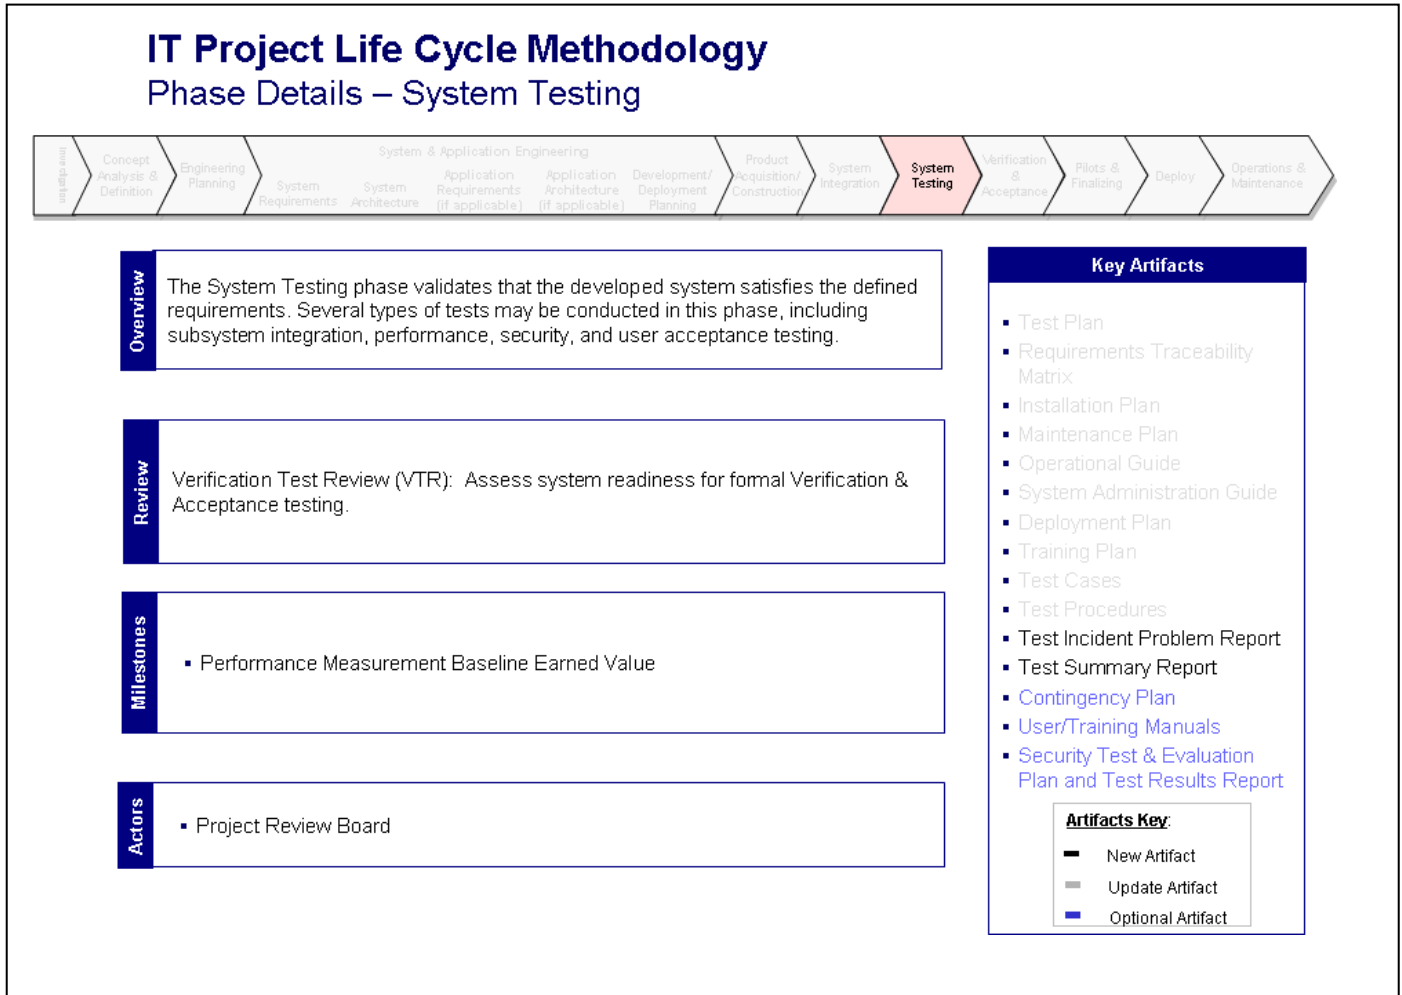 IT Project Life Cycle Methodology
Phase Details – System Testing
Concept
Analysis &
Definition
Engineering
Planning
System & Application Engineering
System
Requirements
System
Architecture
Application
Requirements
(if applicable)
Application
Architecture
(if applicable)
Development/
Deployment
Planning
Product
Acquisition/
Construction
System
Integration
System
Testing
Verification
&
Acceptance
Pilots &
Finalizing
Deploy
Operations &
Maintenance
Overview
The System Testing phase validates that the developed system satisfies the defined
requirements. Several types of tests may be conducted in this phase, including
subsystem integration, performance, security, and user acceptance testing.
Review
Verification Test Review (VTR):  Assess system readiness for formal Verification &
Acceptance testing.
Milestones
▪ Performance Measurement Baseline Earned Value
Actors
▪ Project Review Board
Key Artifacts
▪ Test Plan
▪ Requirements Traceability
Matrix
▪ Installation Plan
▪ Maintenance Plan
▪ Operational Guide
▪ System Administration Guide
▪ Deployment Plan
▪ Training Plan
▪ Test Cases
▪ Test Procedures
▪ Test Incident Problem Report
▪ Test Summary Report
▪ Contingency Plan
▪ User/Training Manuals
▪ Security Test & Evaluation
Plan and Test Results Report
Artifacts Key:
New Artifact
Update Artifact
Optional Artifact